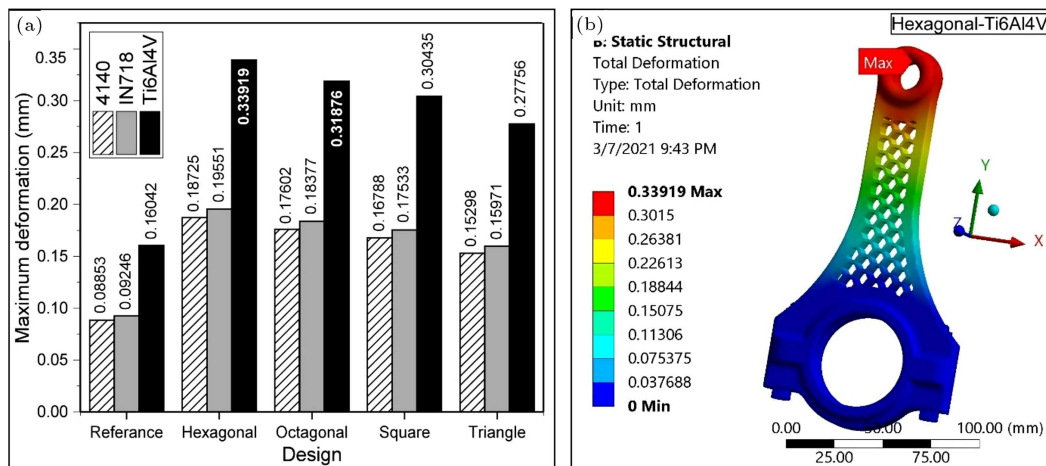 (a)
Maximum deformation (mm)
0.35
0.30
0.25
0.20
0.15
0.10
0.05
0.00
4140
IN718
Ti6Al4V
0.08853
0.09246
0.16042
0.18725
0.19551
0.33919
0.17602
0.18377
0.31876
0.16788
0.17533
0.30435
0.15298
0.15971
0.27756
Referance Hexagonal Octagonal Square Triangle
Design
(b)
Hexagonal-Ti6Al4V
B: Static Structural
Total Deformation
Type: Total Deformation
Unit: mm
Time: 1
3/7/2021 9:43 PM
Max
0.33919 Max
0.3015
0.26381
0.22613
0.18844
0.15075
0.11306
0.075375
0.037688
0 Min
Y
Z
X
0.00 50.00 100.00 (mm)
25.00 75.00